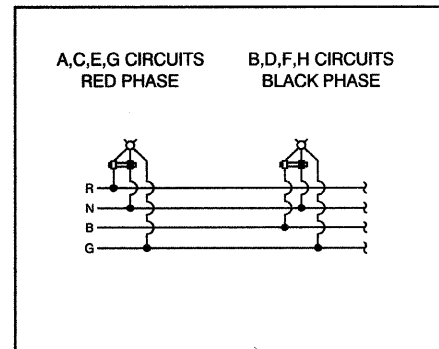 A,C,E,G CIRCUITS
RED PHASE
B,D,F,H CIRCUITS
BLACK PHASE
R
N
B
G